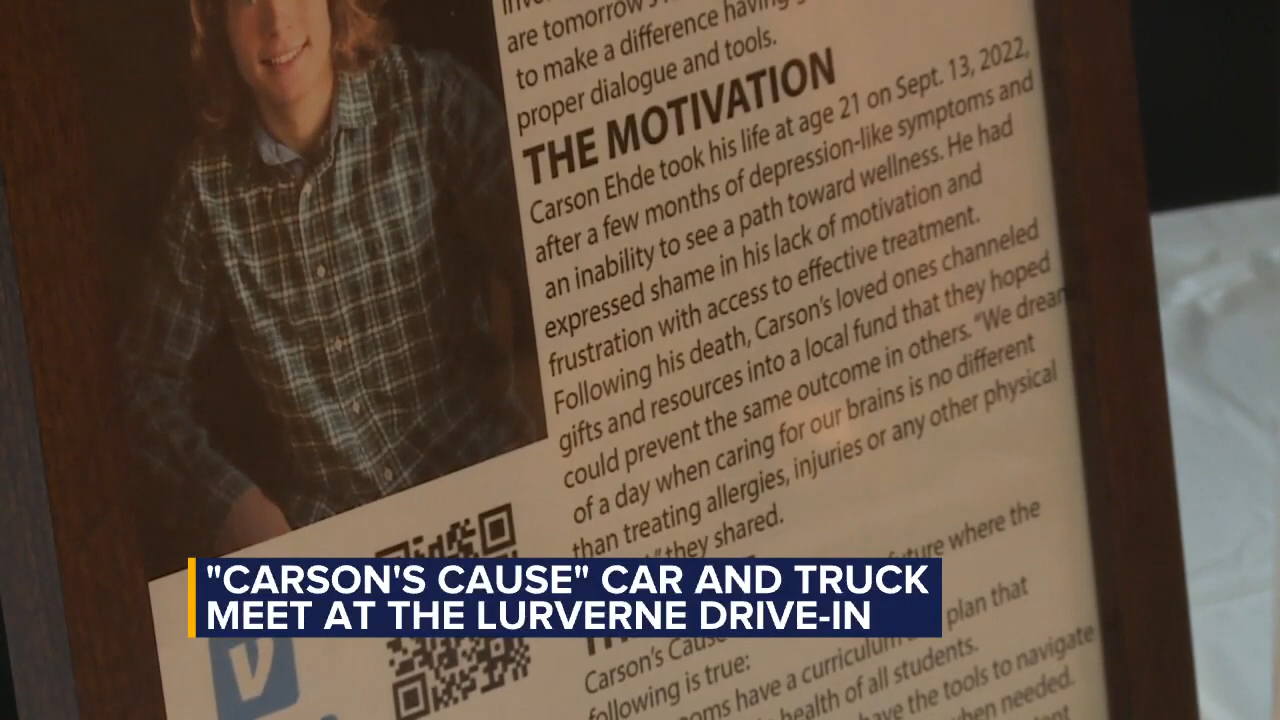 are tomorrow's
to make a difference having
proper dialogue and tools.
THE MOTIVATION
Carson Ehde took his life at age 21 on Sept. 13, 2022,
after a few months of depression-like symptoms and
an inability to see a path toward wellness. He had
expressed shame in his lack of motivation and
frustration with access to effective treatment.
Following his death, Carson's loved ones channeled
gifts and resources into a local fund that they hoped
could prevent the same outcome in others. "We dream
of a day when caring for our brains is no different
than treating allergies, injuries or any other physical
they shared.
future where the
"CARSON'S CAUSE" CAR AND TRUCK
MEET AT THE LURVERNE DRIVE-IN
Carson's Cause
following is true:
have a curriculum plan that
health of all students.
have the tools to navigate
when needed.